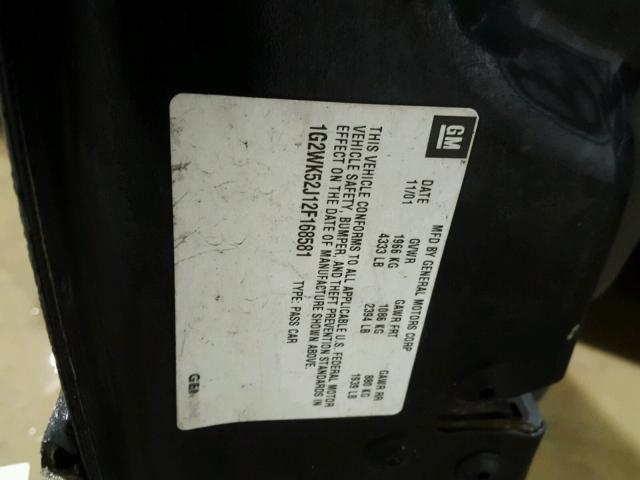 GM
MFD BY GENERAL MOTORS CORP
DATE GVWR GAWR FRT GAWR RR
11/01 1966 KG 1086 KG 880 KG
4333 LB 2394 LB 1939 LB
THIS VEHICLE CONFORMS TO ALL APPLICABLE U.S. FEDERAL MOTOR
VEHICLE SAFETY, BUMPER, AND THEFT PREVENTION STANDARDS IN
EFFECT ON THE DATE OF MANUFACTURE SHOWN ABOVE.
1G2WK52J12F168581 TYPE: PASS CAR